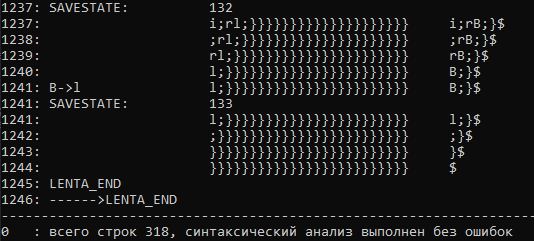 1237: SAVESTATE:          132
1237:                     i;rl;}}}}}}}}}}}}}}}}}}}}     i;rB;}$
1238:                     ;rl;}}}}}}}}}}}}}}}}}}}}}     ;rB;}$
1239:                     rl;}}}}}}}}}}}}}}}}}}}}}}     rB;}$
1240:                     l;}}}}}}}}}}}}}}}}}}}}}}}     B;}$
1241: B->l                l;}}}}}}}}}}}}}}}}}}}}}}}     B;}$
1241: SAVESTATE:          133
1241:                     l;}}}}}}}}}}}}}}}}}}}}}}}     l;}$
1242:                     ;}}}}}}}}}}}}}}}}}}}}}}}}     ;}$
1243:                     }}}}}}}}}}}}}}}}}}}}}}}}}     }$
1244:                     }}}}}}}}}}}}}}}}}}}}}}}}}     $
1245: LENTA_END
1246: ------>LENTA_END
------------------------------------------------------------------
0   : всего строк 318, синтаксический анализ выполнен без ошибок